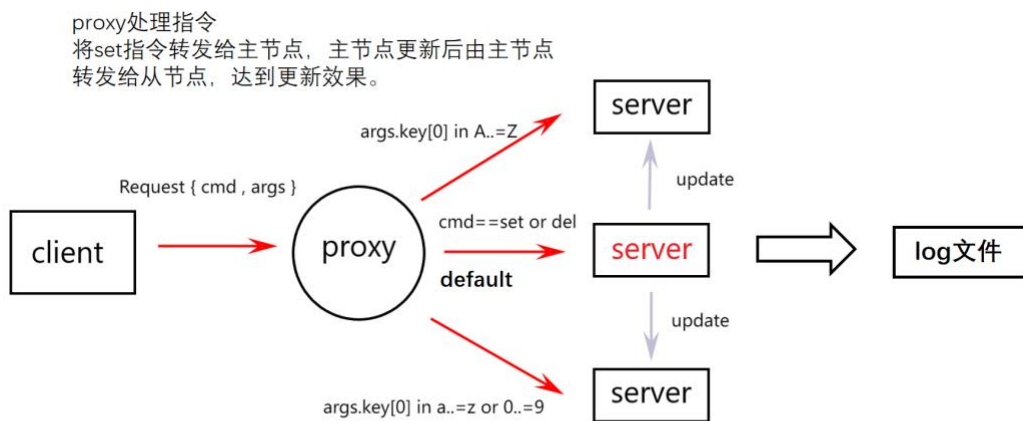 proxy处理指令
将set指令转发给主节点，主节点更新后由主节点
转发给从节点，达到更新效果。
server
args.key[0] in A..=Z
Request { cmd , args }
update
client
proxy
cmd==set or del
default
server
log文件
update
server
args.key[0] in a..=z or 0..=9